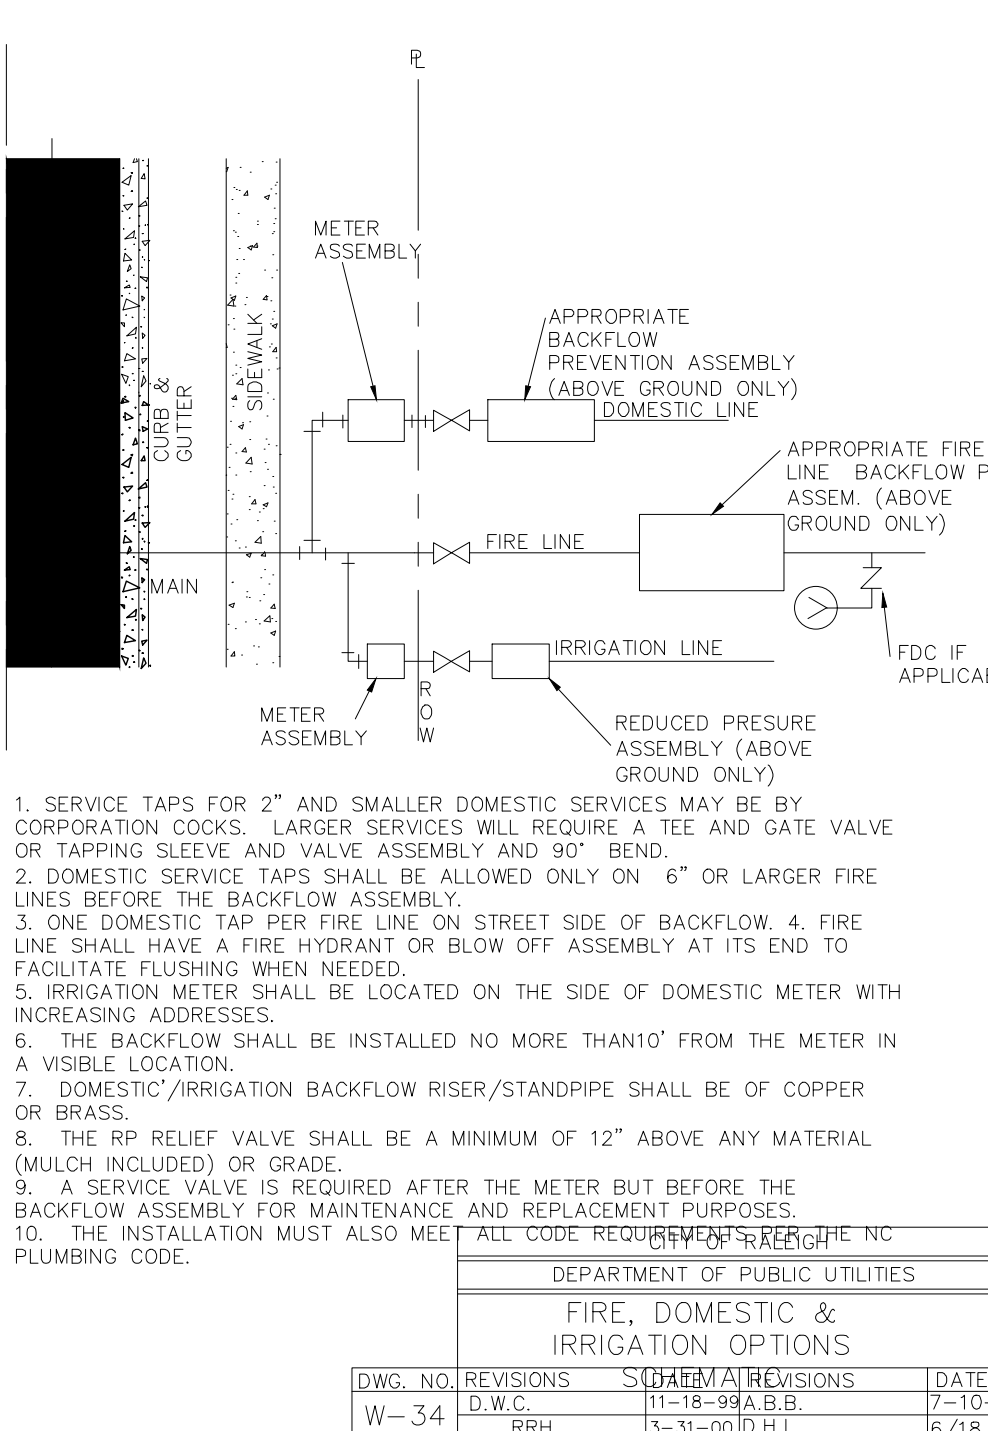 PL
METER
ASSEMBLY
APPROPRIATE
BACKFLOW
PREVENTION ASSEMBLY
(ABOVE GROUND ONLY)
DOMESTIC LINE
SIDEWALK
CURB &
GUTTER
APPROPRIATE FIRE
LINE BACKFLOW P
ASSEM. (ABOVE
GROUND ONLY)
FIRE LINE
MAIN
IRRIGATION LINE
FDC IF
APPLICAB
ROW
METER
ASSEMBLY
REDUCED PRESURE
ASSEMBLY (ABOVE
GROUND ONLY)
1. SERVICE TAPS FOR 2" AND SMALLER DOMESTIC SERVICES MAY BE BY
CORPORATION COCKS. LARGER SERVICES WILL REQUIRE A TEE AND GATE VALVE
OR TAPPING SLEEVE AND VALVE ASSEMBLY AND 90° BEND.
2. DOMESTIC SERVICE TAPS SHALL BE ALLOWED ONLY ON 6" OR LARGER FIRE
LINES BEFORE THE BACKFLOW ASSEMBLY.
3. ONE DOMESTIC TAP PER FIRE LINE ON STREET SIDE OF BACKFLOW. 4. FIRE
LINE SHALL HAVE A FIRE HYDRANT OR BLOW OFF ASSEMBLY AT ITS END TO
FACILITATE FLUSHING WHEN NEEDED.
5. IRRIGATION METER SHALL BE LOCATED ON THE SIDE OF DOMESTIC METER WITH
INCREASING ADDRESSES.
6. THE BACKFLOW SHALL BE INSTALLED NO MORE THAN10' FROM THE METER IN
A VISIBLE LOCATION.
7. DOMESTIC'/IRRIGATION BACKFLOW RISER/STANDPIPE SHALL BE OF COPPER
OR BRASS.
8. THE RP RELIEF VALVE SHALL BE A MINIMUM OF 12" ABOVE ANY MATERIAL
(MULCH INCLUDED) OR GRADE.
9. A SERVICE VALVE IS REQUIRED AFTER THE METER BUT BEFORE THE
BACKFLOW ASSEMBLY FOR MAINTENANCE AND REPLACEMENT PURPOSES.
10. THE INSTALLATION MUST ALSO MEET ALL CODE REQUIREMENTS PER THE NC
PLUMBING CODE.
CITY OF RALEIGH
DEPARTMENT OF PUBLIC UTILITIES
FIRE, DOMESTIC &
IRRIGATION OPTIONS
SCHEMATIC
DWG. NO. REVISIONS DATE REVISIONS DATE
W-34 D.W.C. 11-18-99 A.B.B. 7-10-
RRH 3-31-00 D.H.L. 6/18